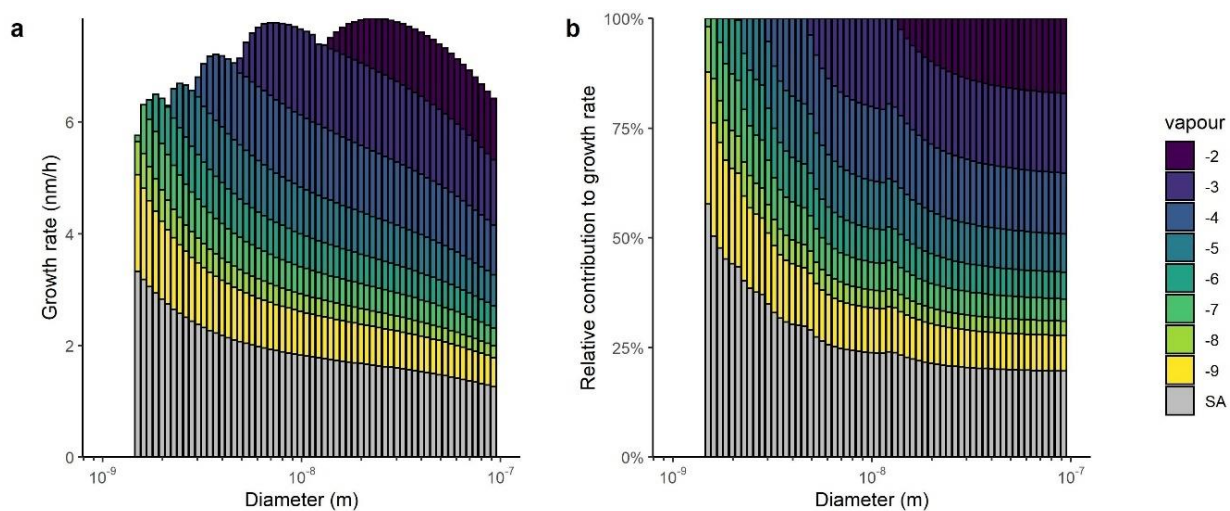 a
Growth rate (nm/h)
6
4
2
0
10⁻⁹
10⁻⁸
10⁻⁷
Diameter (m)
b
Relative contribution to growth rate
100%
75%
50%
25%
0%
10⁻⁹
10⁻⁸
10⁻⁷
Diameter (m)
vapour
-2
-3
-4
-5
-6
-7
-8
-9
SA